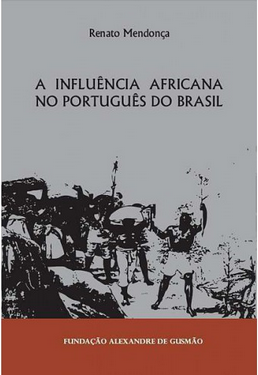 Renato Mendonça
A INFLUÊNCIA AFRICANA
NO PORTUGUÊS DO BRASIL
FUNDAÇÃO ALEXANDRE DE GUSMÃO